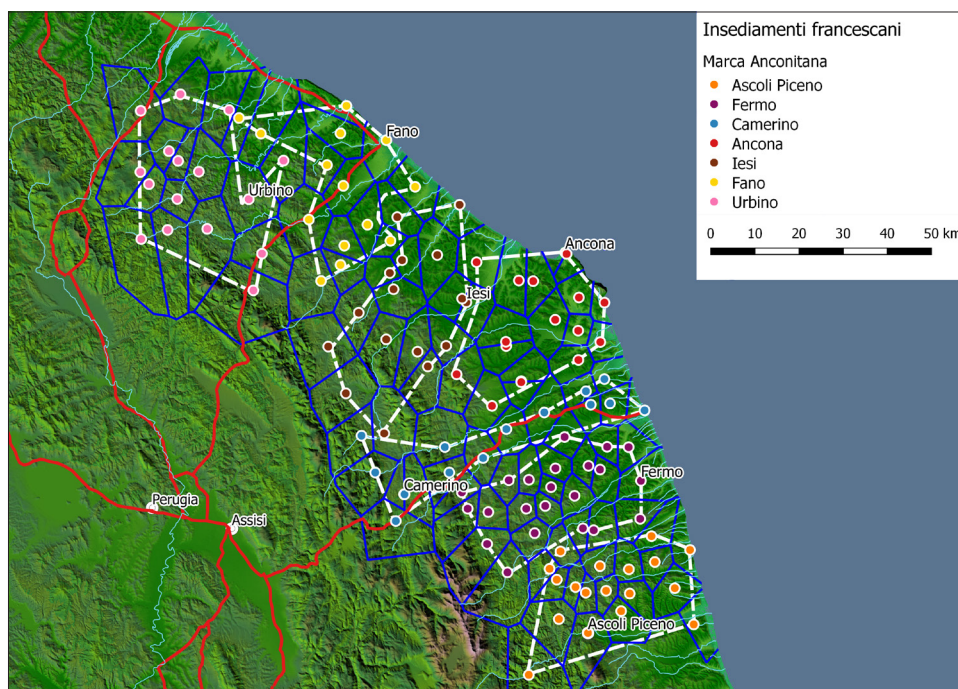 Insediamenti francescani
Marca Anconitana
Ascoli Piceno
Fermo
Camerino
Ancona
Iesi
Fano
Urbino
0 10 20 30 40 50 km
Fano
Urbino
Ancona
Iesi
Fermo
Camerino
Perugia
Assisi
Ascoli Piceno